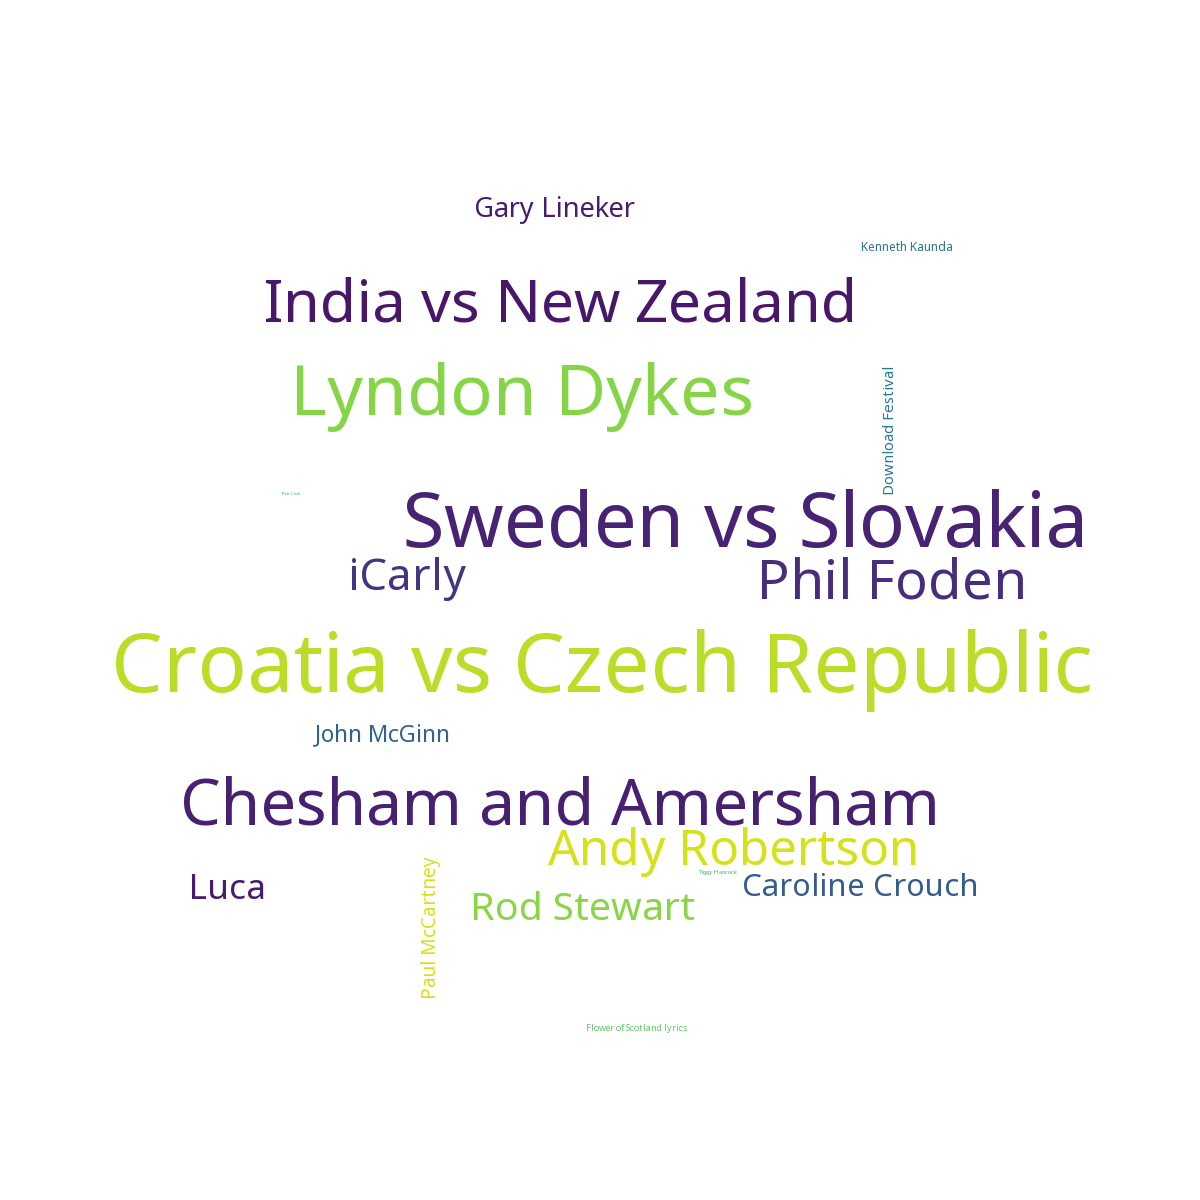 Gary Lineker
Kenneth Kaunda
India vs New Zealand
Lyndon Dykes
Download Festival
Petr Cech
Sweden vs Slovakia
iCarly
Phil Foden
Croatia vs Czech Republic
John McGinn
Chesham and Amersham
Andy Robertson
Tiggy Hancock
Luca
Paul McCartney
Rod Stewart
Caroline Crouch
Flower of Scotland lyrics